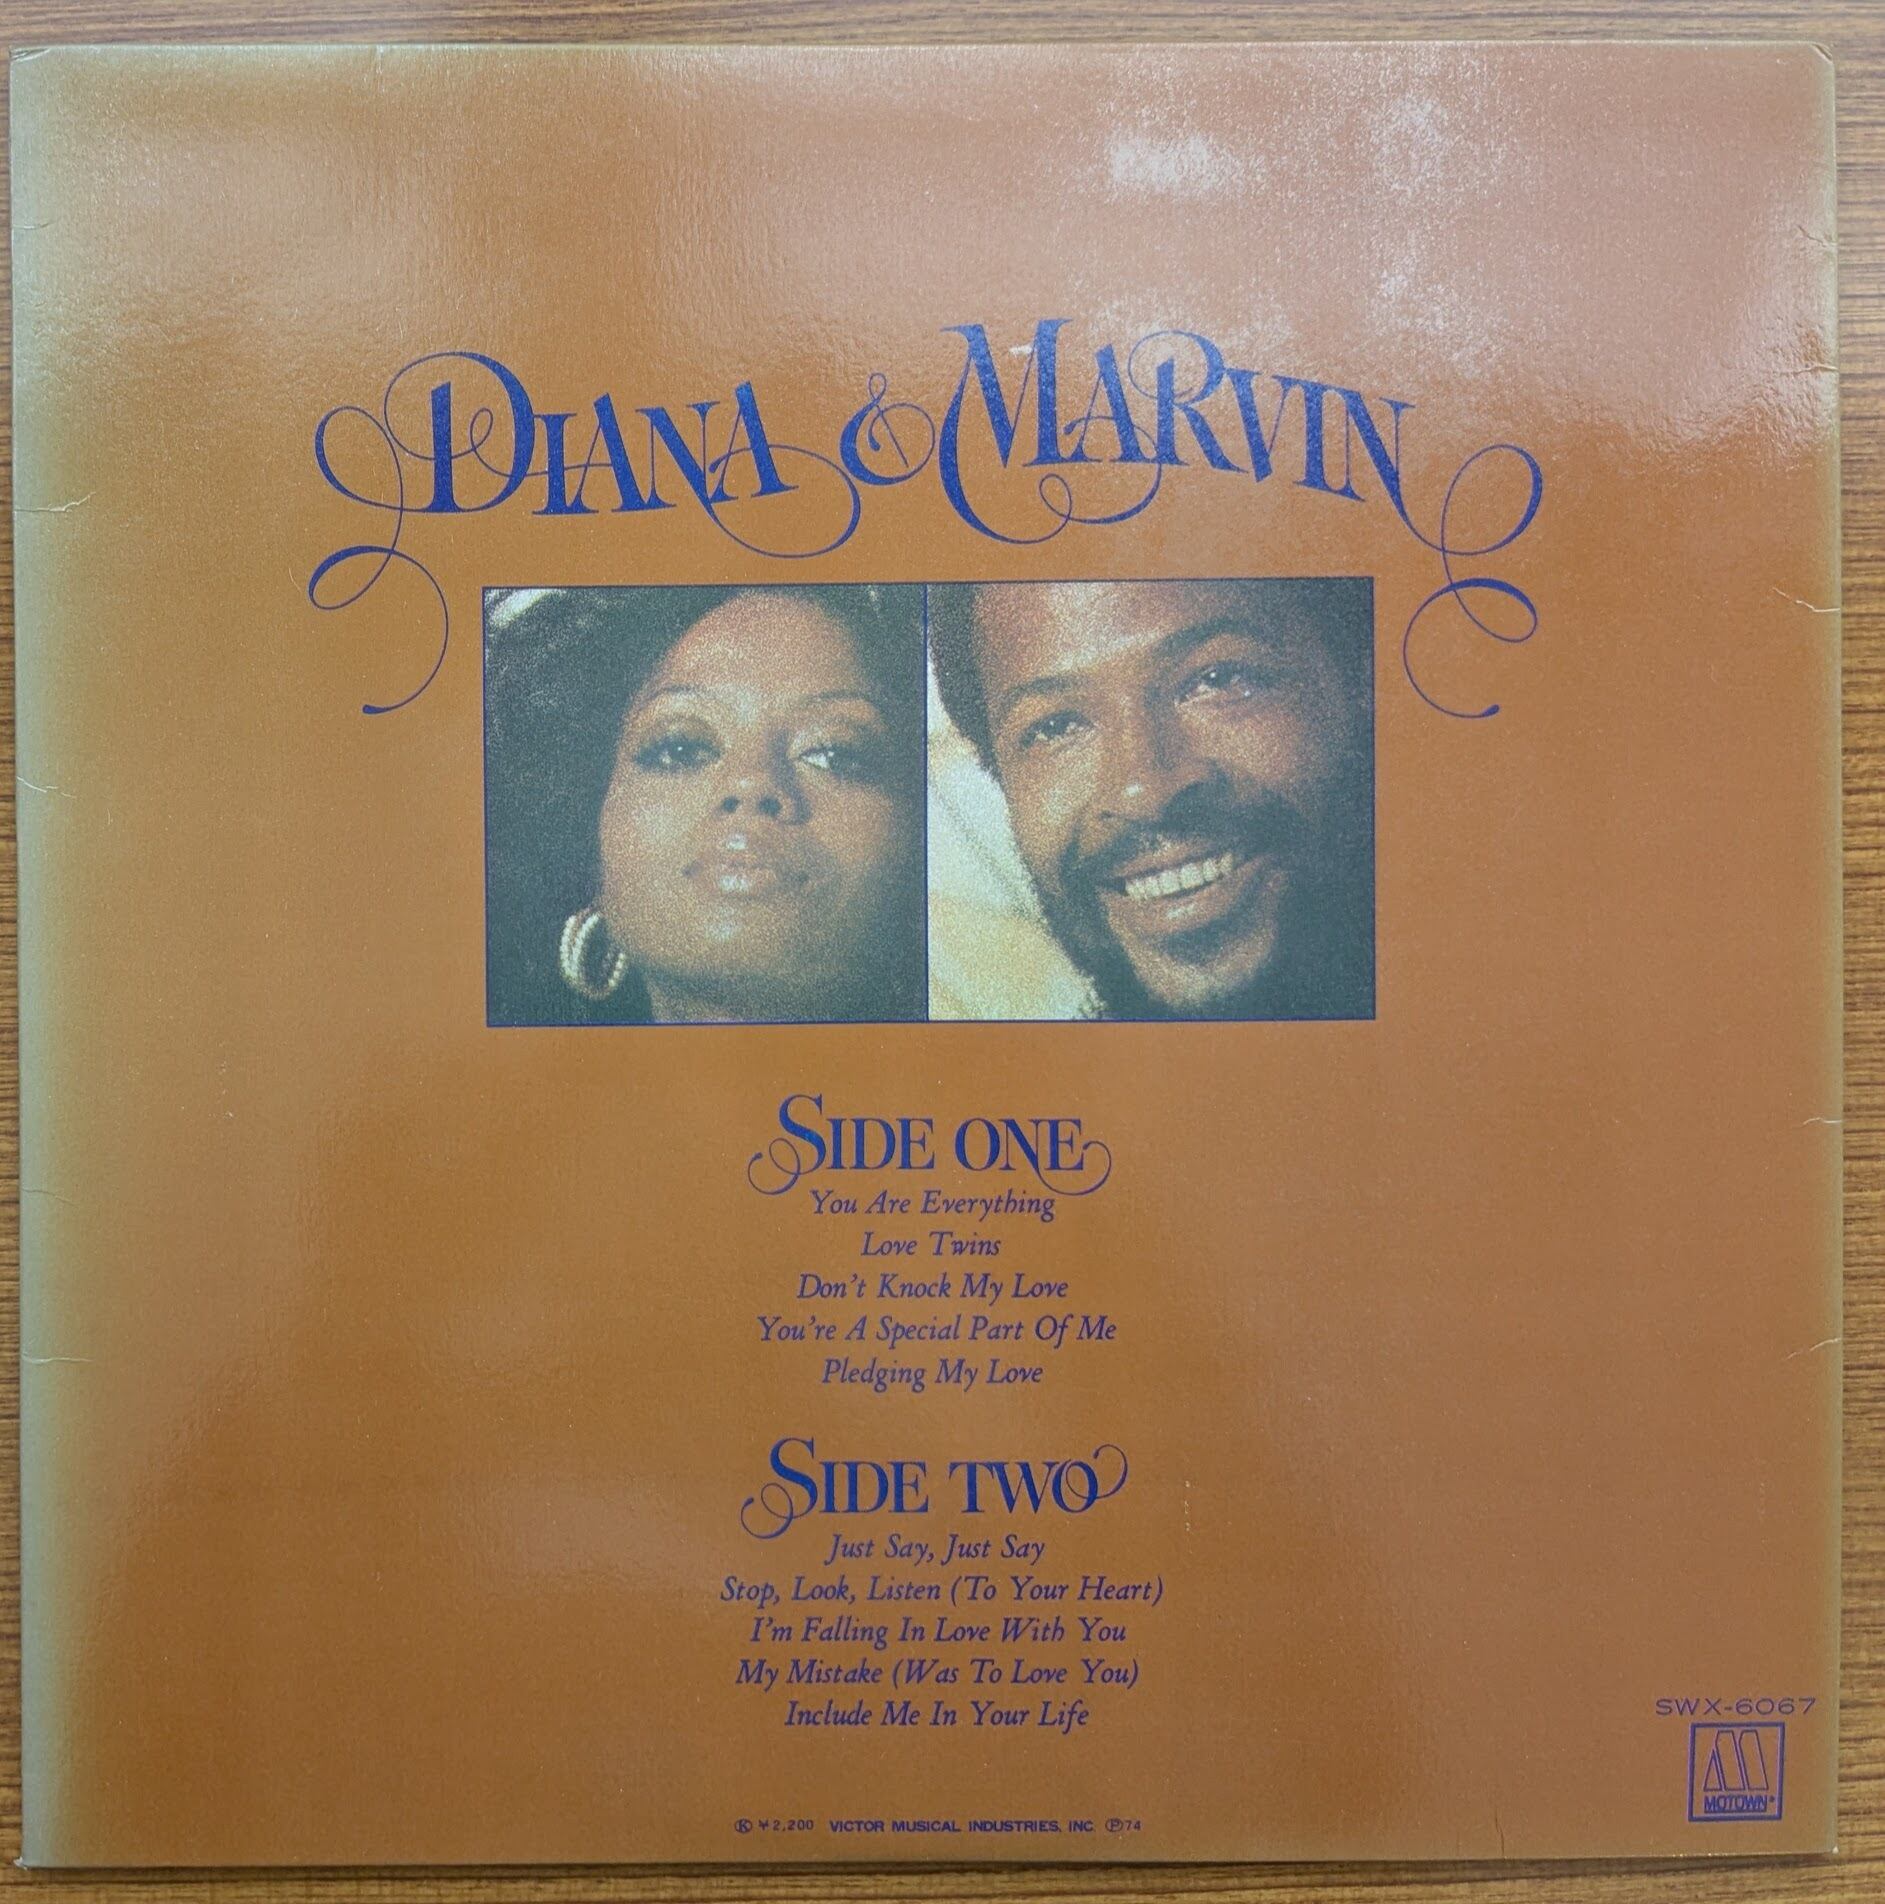 DIANA & MARVIN
SIDE ONE
You Are Everything
Love Twins
Don't Knock My Love
You're A Special Part Of Me
Pledging My Love
SIDE TWO
Just Say, Just Say
Stop, Look, Listen (To Your Heart)
I'm Falling In Love With You
My Mistake (Was To Love You)
Include Me In Your Life
SWX-6067
MOTOWN®
Ⓚ ¥2,200 VICTOR MUSICAL INDUSTRIES, INC. ℗74